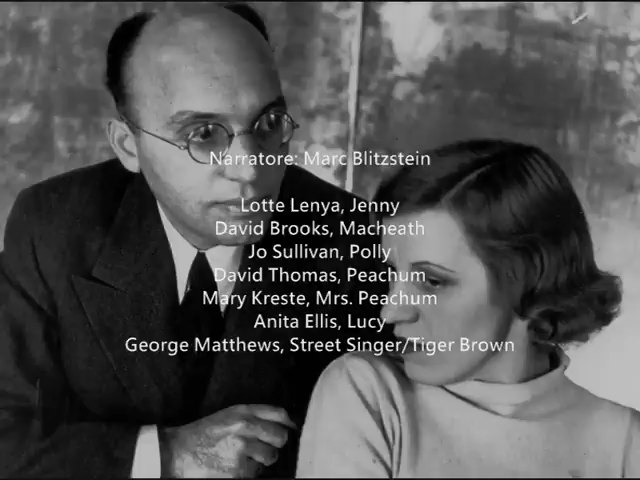 Narratore: Marc Blitzstein
Lotte Lenya, Jenny
David Brooks, Macheath
Jo Sullivan, Polly
David Thomas, Peachum
Mary Kreste, Mrs. Peachum
Anita Ellis, Lucy
George Matthews, Street Singer/Tiger Brown